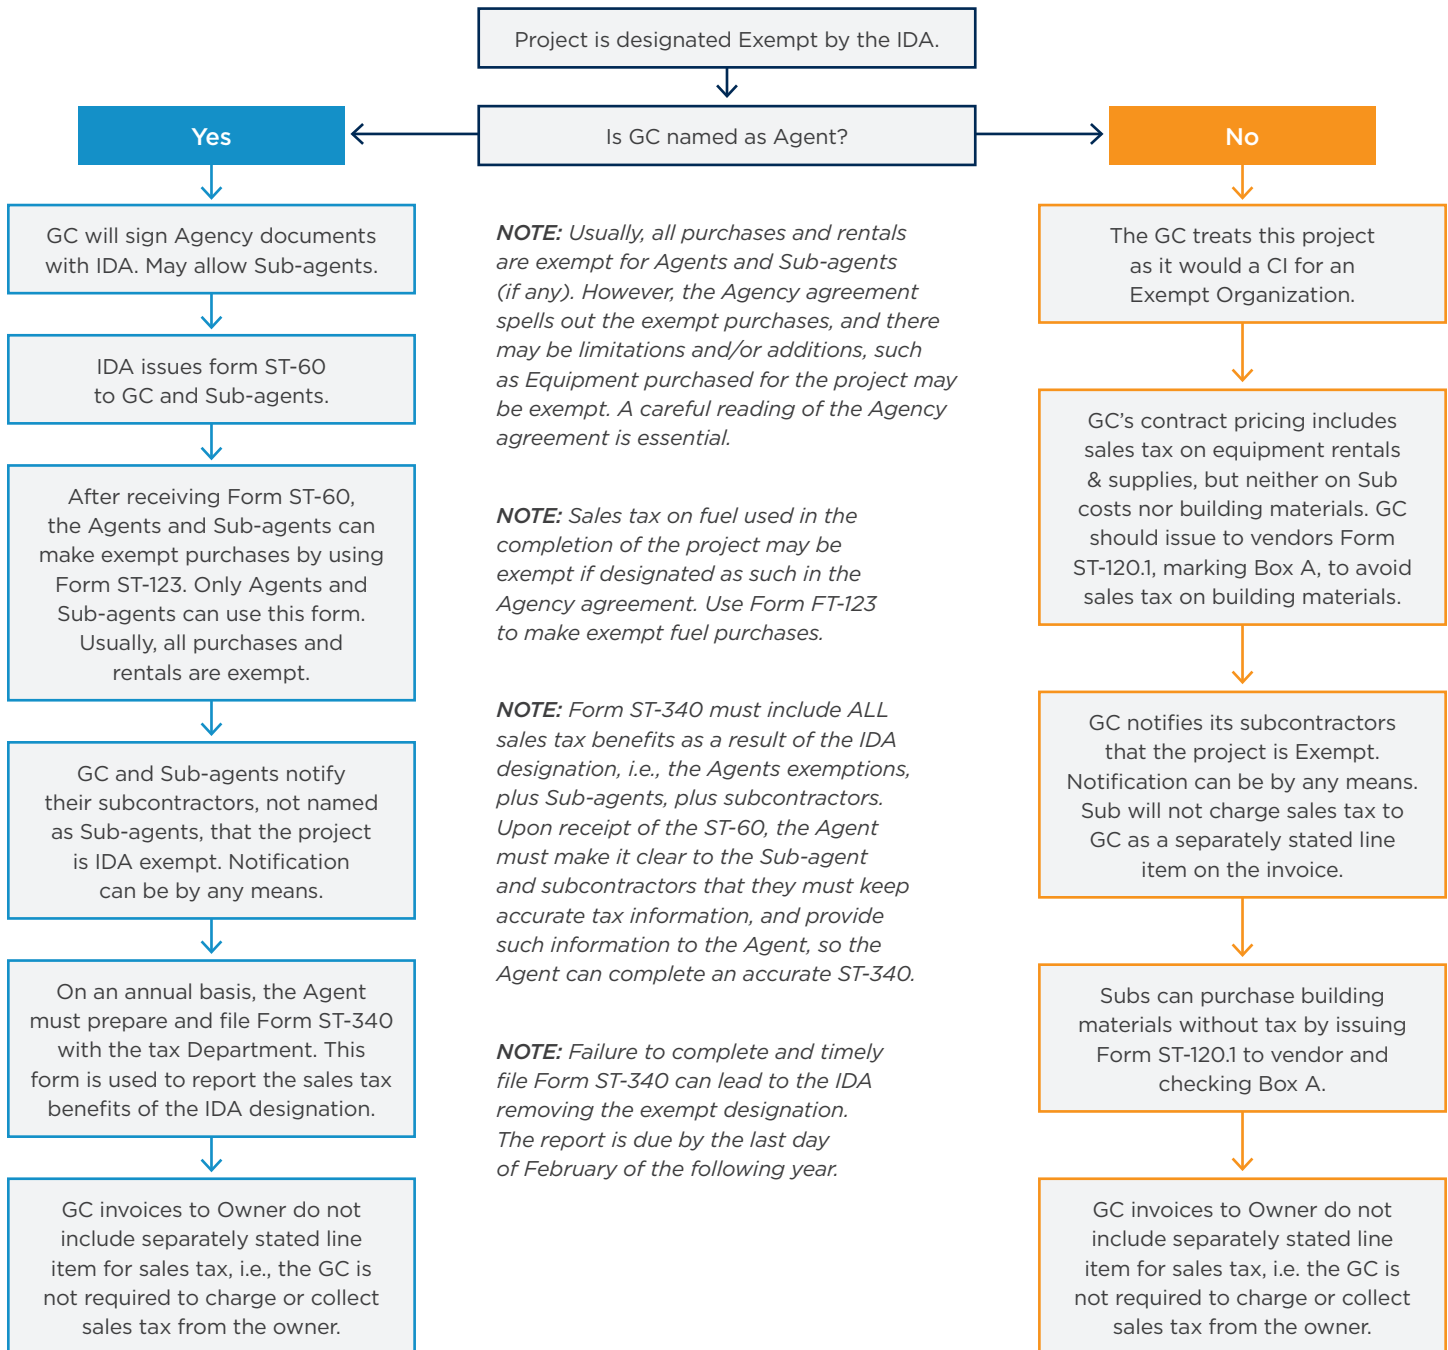 Project is designated Exempt by the IDA.
Is GC named as Agent?
Yes
GC will sign Agency documents
with IDA. May allow Sub-agents.
IDA issues form ST-60
to GC and Sub-agents.
After receiving Form ST-60,
the Agents and Sub-agents can
make exempt purchases by using
Form ST-123. Only Agents and
Sub-agents can use this form.
Usually, all purchases and
rentals are exempt.
GC and Sub-agents notify
their subcontractors, not named
as Sub-agents, that the project
is IDA exempt. Notification
can be by any means.
On an annual basis, the Agent
must prepare and file Form ST-340
with the tax Department. This
form is used to report the sales tax
benefits of the IDA designation.
GC invoices to Owner do not
include separately stated line
item for sales tax, i.e., the GC is
not required to charge or collect
sales tax from the owner.
NOTE: Usually, all purchases and rentals
are exempt for Agents and Sub-agents
(if any). However, the Agency agreement
spells out the exempt purchases, and there
may be limitations and/or additions, such
as Equipment purchased for the project may
be exempt. A careful reading of the Agency
agreement is essential.
NOTE: Sales tax on fuel used in the
completion of the project may be
exempt if designated as such in the
Agency agreement. Use Form FT-123
to make exempt fuel purchases.
NOTE: Form ST-340 must include ALL
sales tax benefits as a result of the IDA
designation, i.e., the Agents exemptions,
plus Sub-agents, plus subcontractors.
Upon receipt of the ST-60, the Agent
must make it clear to the Sub-agent
and subcontractors that they must keep
accurate tax information, and provide
such information to the Agent, so the
Agent can complete an accurate ST-340.
NOTE: Failure to complete and timely
file Form ST-340 can lead to the IDA
removing the exempt designation.
The report is due by the last day
of February of the following year.
No
The GC treats this project
as it would a CI for an
Exempt Organization.
GC's contract pricing includes
sales tax on equipment rentals
& supplies, but neither on Sub
costs nor building materials. GC
should issue to vendors Form
ST-120.1, marking Box A, to avoid
sales tax on building materials.
GC notifies its subcontractors
that the project is Exempt.
Notification can be by any means.
Sub will not charge sales tax to
GC as a separately stated line
item on the invoice.
Subs can purchase building
materials without tax by issuing
Form ST-120.1 to vendor and
checking Box A.
GC invoices to Owner do not
include separately stated line
item for sales tax, i.e. the GC is
not required to charge or collect
sales tax from the owner.